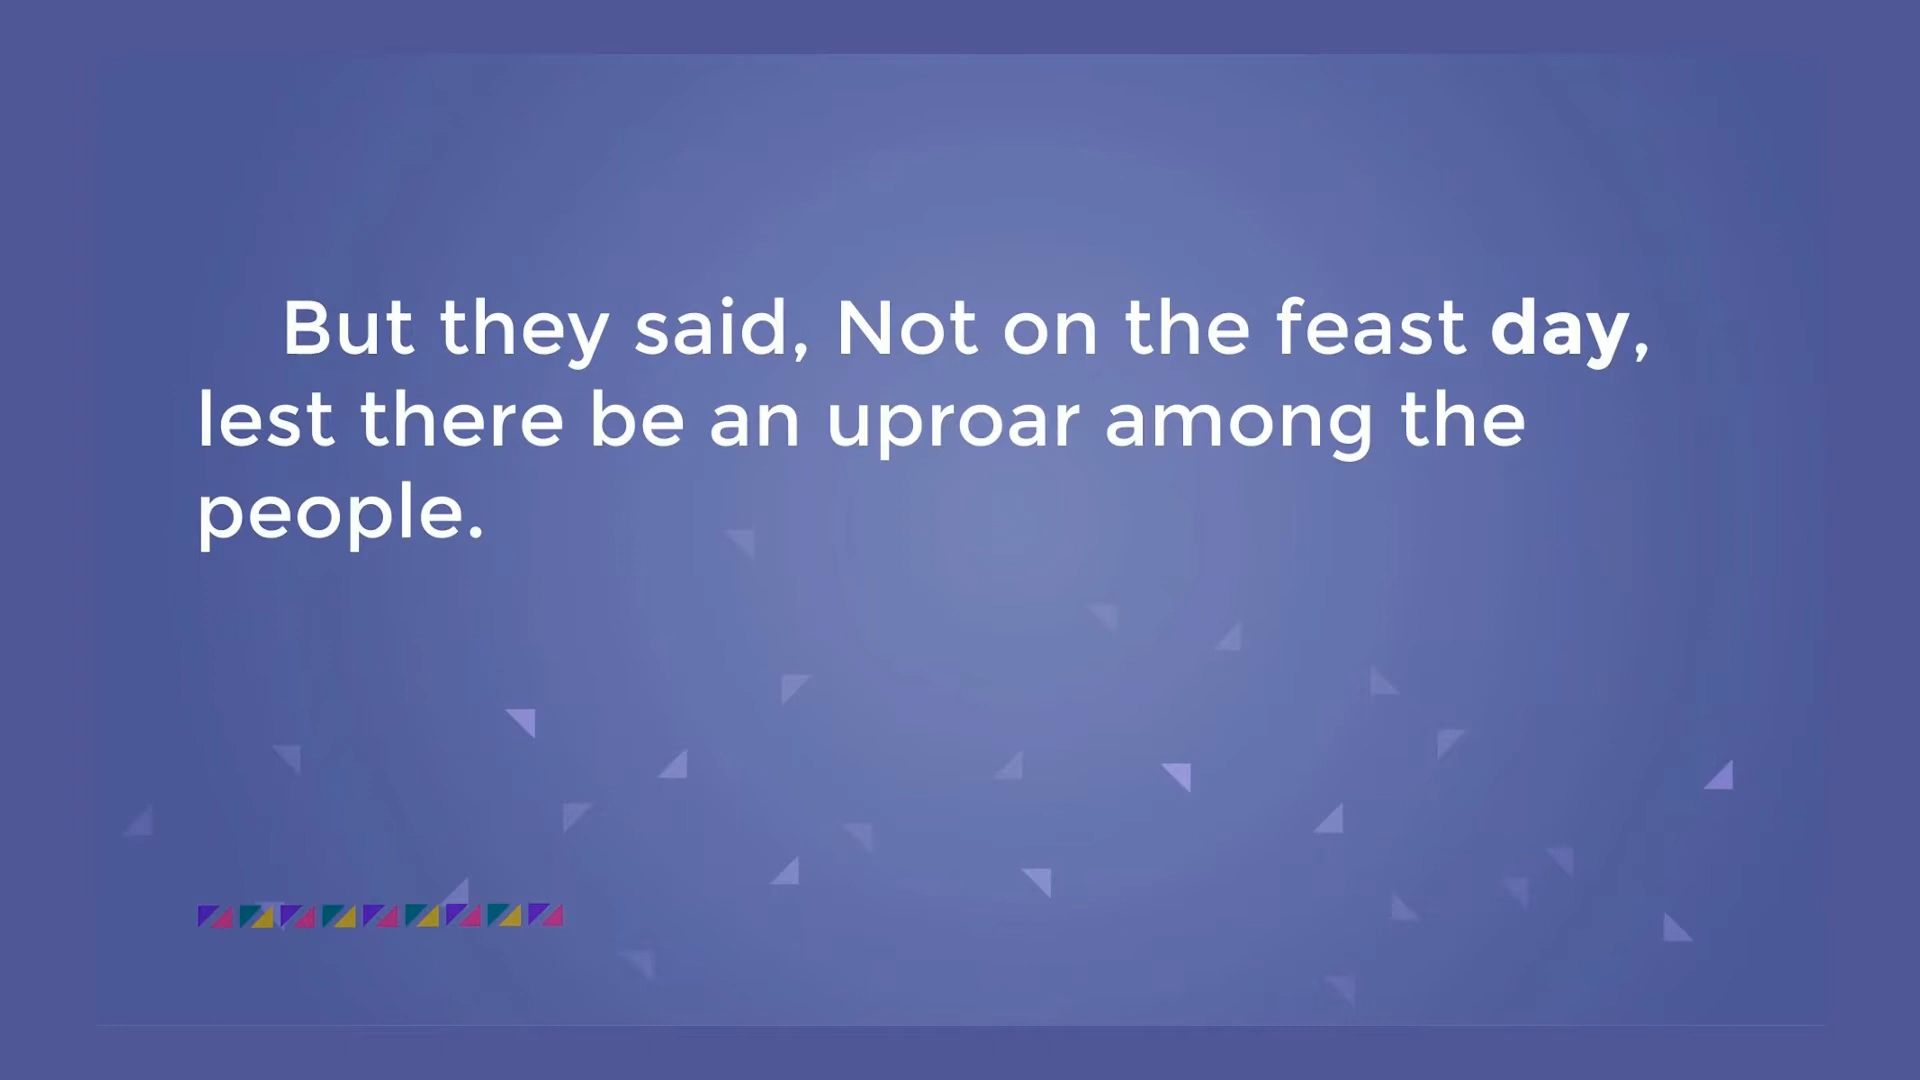 But they said, Not on the feast day,
lest there be an uproar among the
people.